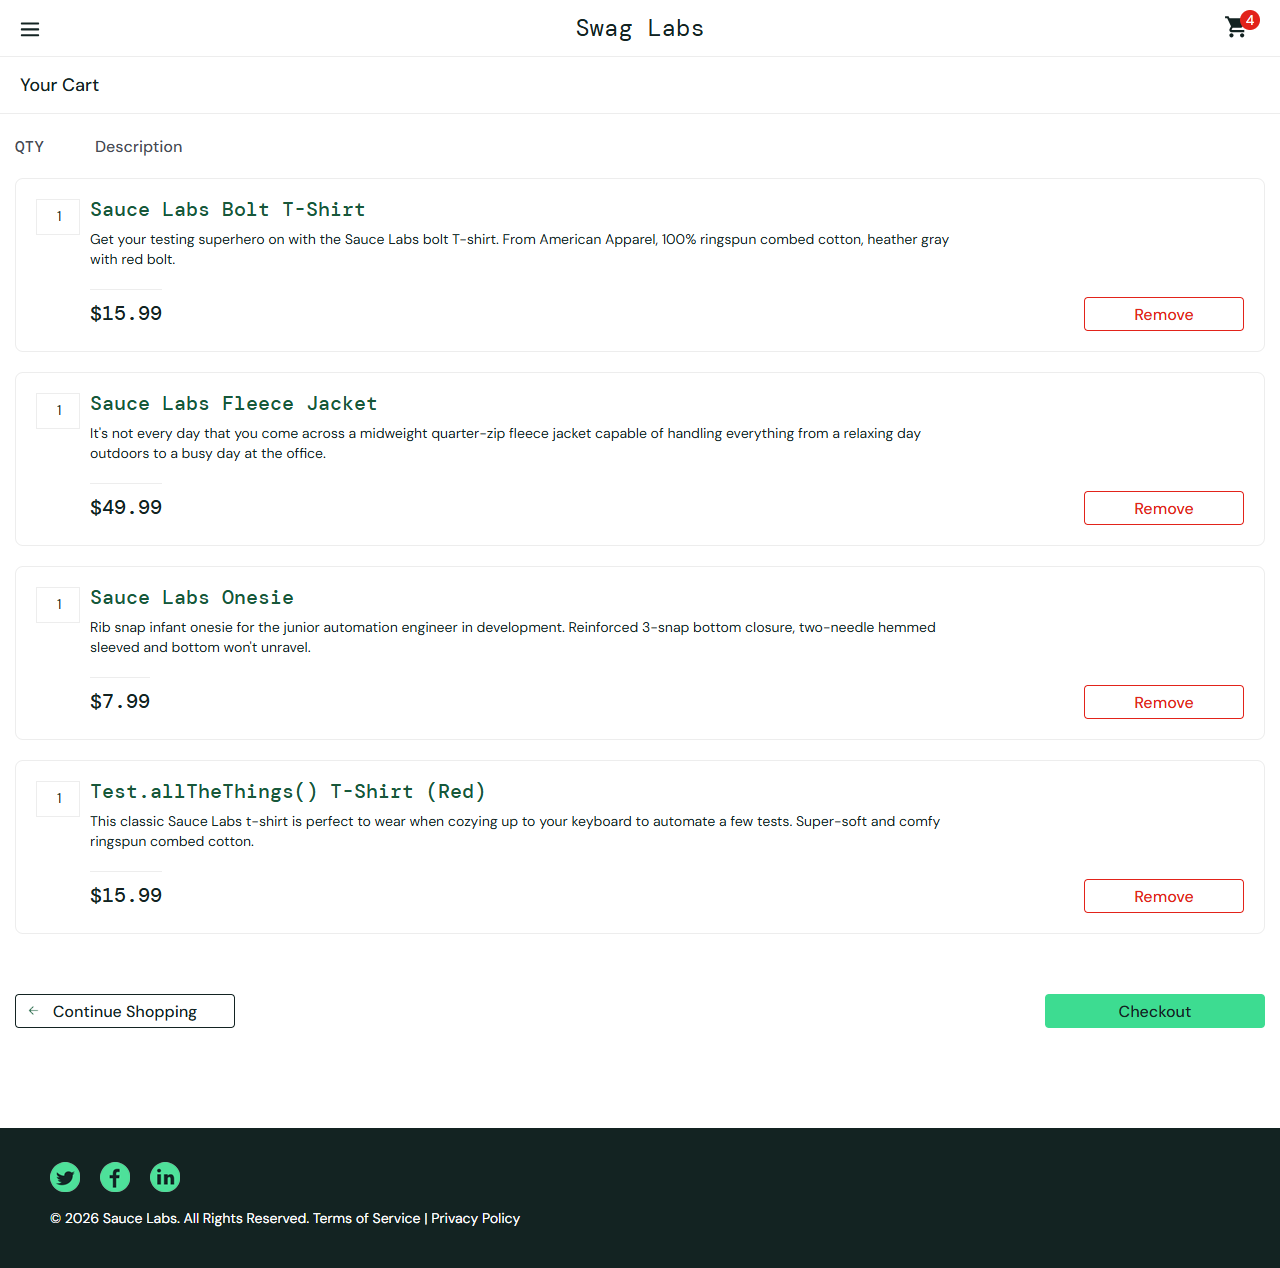 Swag Labs
4
Your Cart
QTY Description
1
Sauce Labs Bolt T-Shirt
Get your testing superhero on with the Sauce Labs bolt T-shirt. From American Apparel, 100% ringspun combed cotton, heather gray
with red bolt.
$15.99
Remove
1
Sauce Labs Fleece Jacket
It's not every day that you come across a midweight quarter-zip fleece jacket capable of handling everything from a relaxing day
outdoors to a busy day at the office.
$49.99
Remove
1
Sauce Labs Onesie
Rib snap infant onesie for the junior automation engineer in development. Reinforced 3-snap bottom closure, two-needle hemmed
sleeved and bottom won't unravel.
$7.99
Remove
1
Test.allTheThings() T-Shirt (Red)
This classic Sauce Labs t-shirt is perfect to wear when cozying up to your keyboard to automate a few tests. Super-soft and comfy
ringspun combed cotton.
$15.99
Remove
Continue Shopping
Checkout
© 2026 Sauce Labs. All Rights Reserved. Terms of Service | Privacy Policy